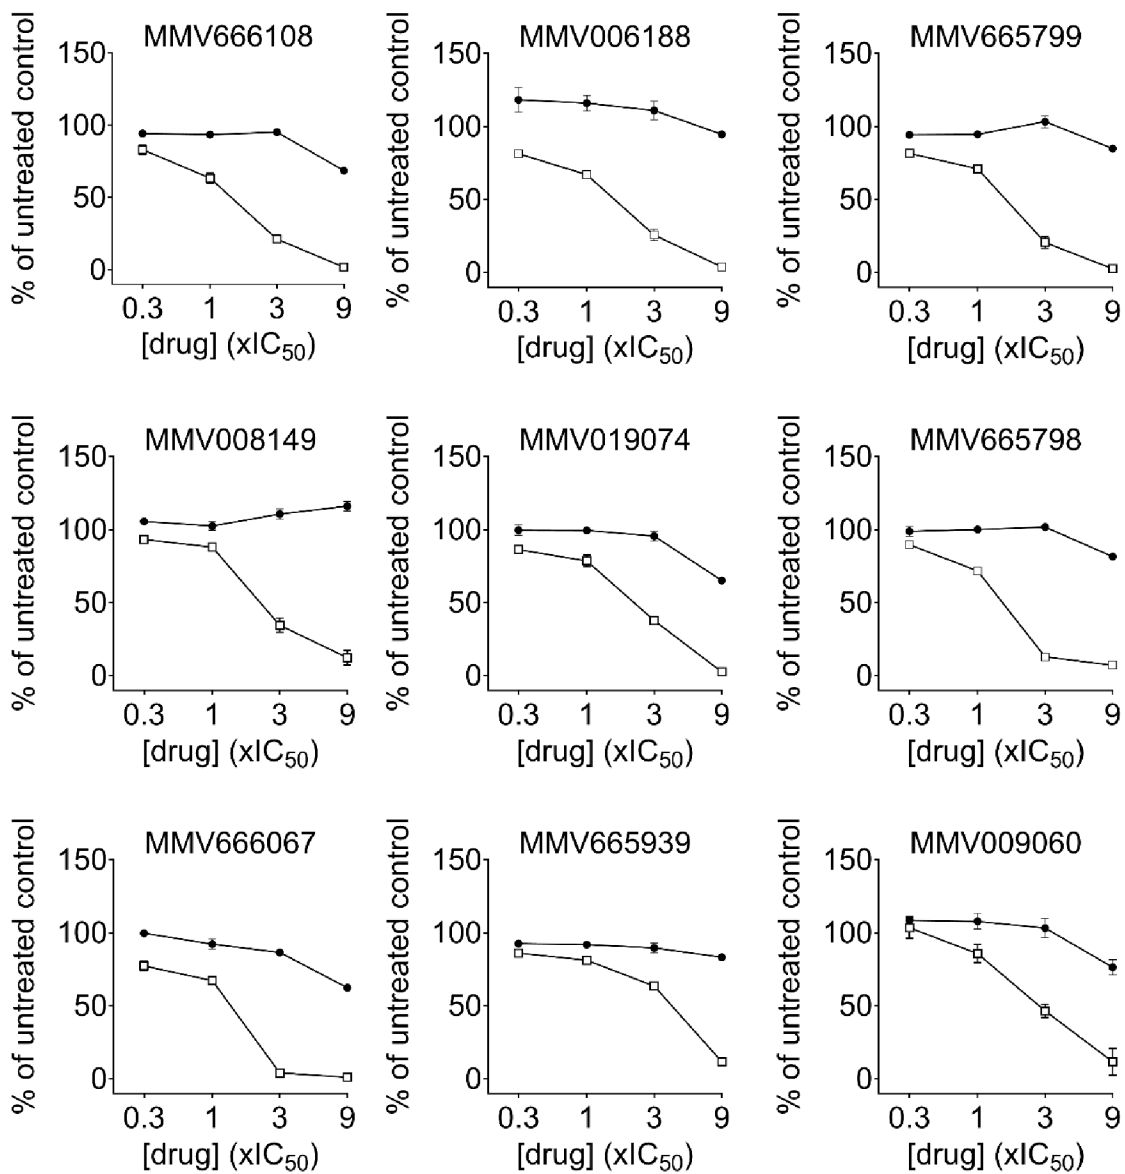 MMV666108
% of untreated control
150
100
50
0
0.3 1 3 9
[drug] (xIC50)
MMV006188
% of untreated control
150
100
50
0
0.3 1 3 9
[drug] (xIC50)
MMV665799
% of untreated control
150
100
50
0
0.3 1 3 9
[drug] (xIC50)
MMV008149
% of untreated control
150
100
50
0
0.3 1 3 9
[drug] (xIC50)
MMV019074
% of untreated control
150
100
50
0
0.3 1 3 9
[drug] (xIC50)
MMV665798
% of untreated control
150
100
50
0
0.3 1 3 9
[drug] (xIC50)
MMV666067
% of untreated control
150
100
50
0
0.3 1 3 9
[drug] (xIC50)
MMV665939
% of untreated control
150
100
50
0
0.3 1 3 9
[drug] (xIC50)
MMV009060
% of untreated control
150
100
50
0
0.3 1 3 9
[drug] (xIC50)